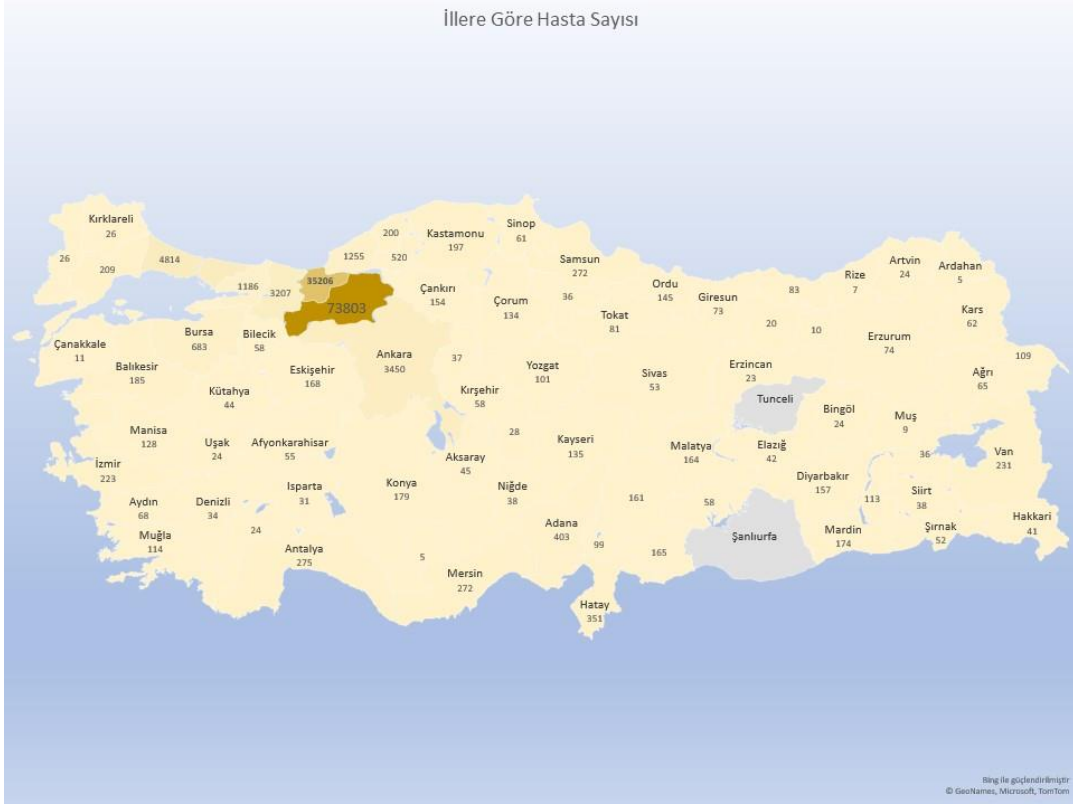 İllere Göre Hasta Sayısı
Kırklareli
26
26
209
4814
1186
3207
35206
73803
1255
200
520
Kastamonu
197
Sinop
61
Samsun
272
Çankırı
154
Çorum
134
36
Tokat
81
Ordu
145
Giresun
73
83
Rize
7
Artvin
24
Ardahan
5
Kars
62
20
10
Erzurum
74
109
Ağrı
65
Çanakkale
11
Balıkesir
185
Bursa
683
Bilecik
58
Kütahya
44
Eskişehir
168
Ankara
3450
37
Kırşehir
58
Yozgat
101
Sivas
53
Erzincan
23
Tunceli
Bingöl
24
Muş
9
36
Van
231
Manisa
128
Uşak
24
Afyonkarahisar
55
İzmir
223
Aydın
68
Denizli
34
Isparta
31
Konya
179
Aksaray
45
28
Niğde
38
Kayseri
135
Malatya
164
Elazığ
42
Diyarbakır
157
113
Siirt
38
Şırnak
52
Hakkari
41
Muğla
114
24
Antalya
275
5
Mersin
272
Adana
403
99
161
58
165
Şanlıurfa
Mardin
174
Hatay
351
Bing ile güçlendirilmiştir
© GeoNames, Microsoft, TomTom